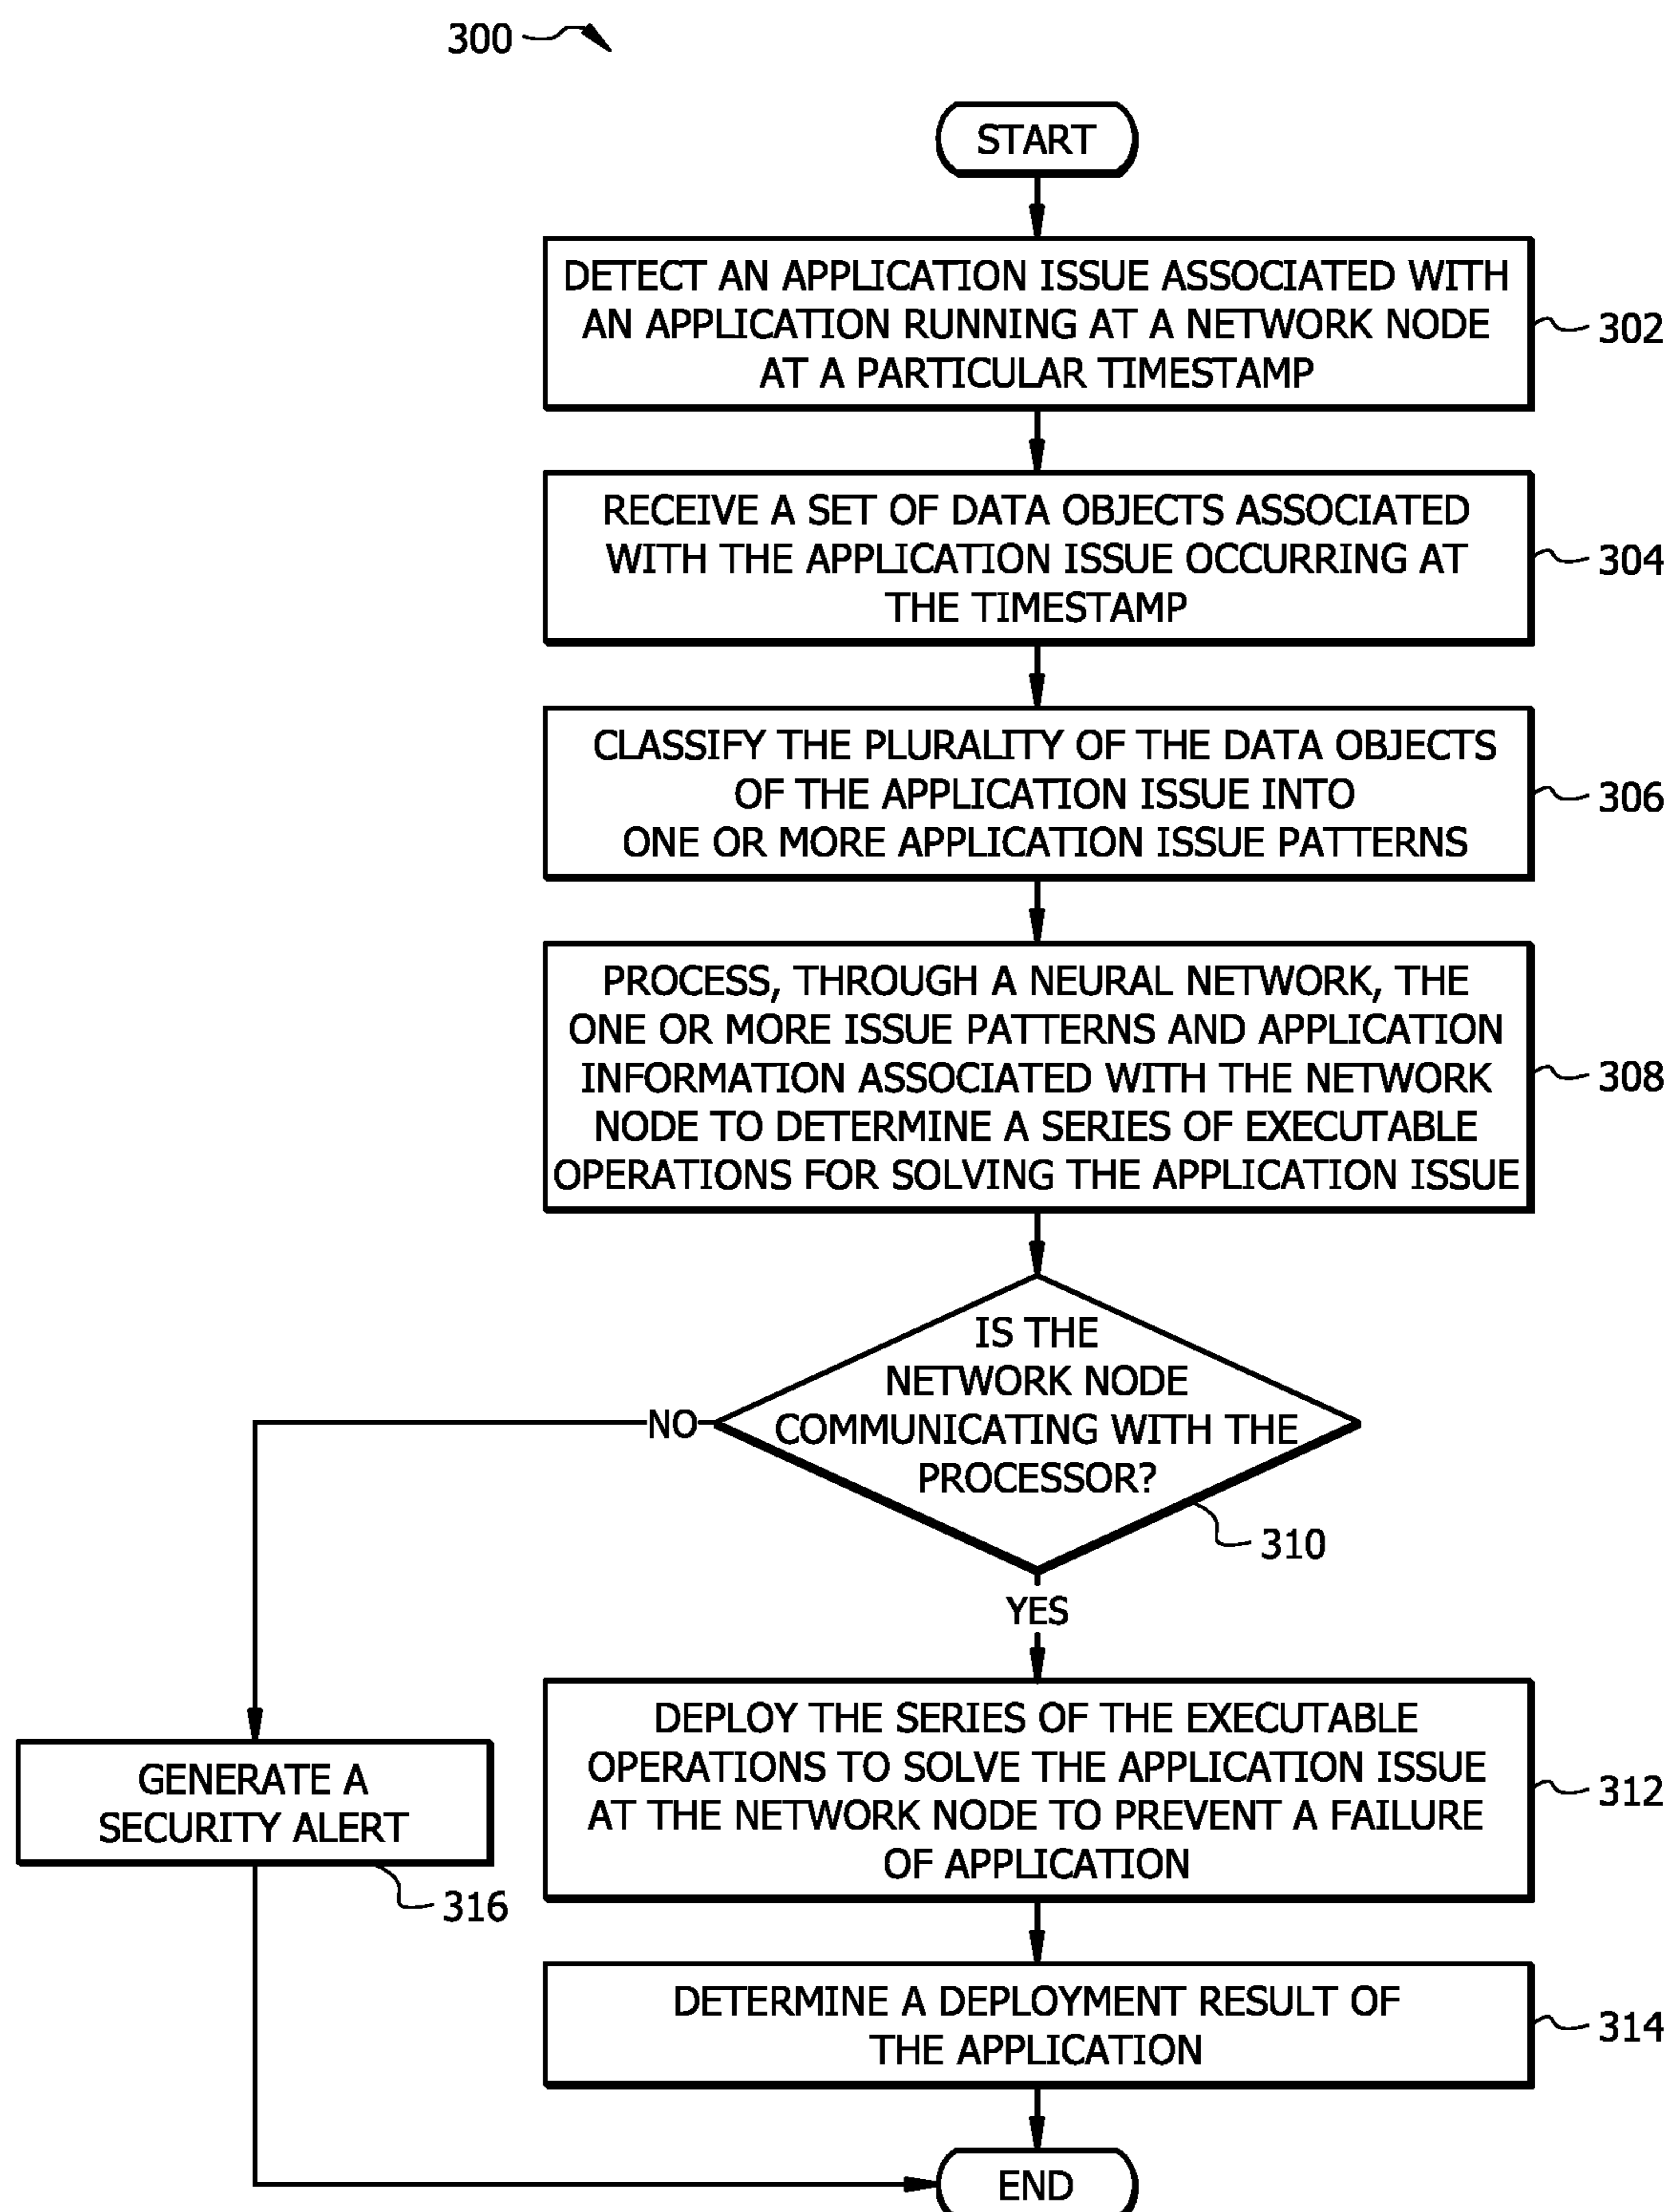 300
START
DETECT AN APPLICATION ISSUE ASSOCIATED WITH
AN APPLICATION RUNNING AT A NETWORK NODE
AT A PARTICULAR TIMESTAMP
302
RECEIVE A SET OF DATA OBJECTS ASSOCIATED
WITH THE APPLICATION ISSUE OCCURRING AT
THE TIMESTAMP
304
CLASSIFY THE PLURALITY OF THE DATA OBJECTS
OF THE APPLICATION ISSUE INTO
ONE OR MORE APPLICATION ISSUE PATTERNS
306
PROCESS, THROUGH A NEURAL NETWORK, THE
ONE OR MORE ISSUE PATTERNS AND APPLICATION
INFORMATION ASSOCIATED WITH THE NETWORK
NODE TO DETERMINE A SERIES OF EXECUTABLE
OPERATIONS FOR SOLVING THE APPLICATION ISSUE
308
IS THE
NETWORK NODE
COMMUNICATING WITH THE
PROCESSOR?
310
NO
YES
GENERATE A
SECURITY ALERT
316
DEPLOY THE SERIES OF THE EXECUTABLE
OPERATIONS TO SOLVE THE APPLICATION ISSUE
AT THE NETWORK NODE TO PREVENT A FAILURE
OF APPLICATION
312
DETERMINE A DEPLOYMENT RESULT OF
THE APPLICATION
314
END